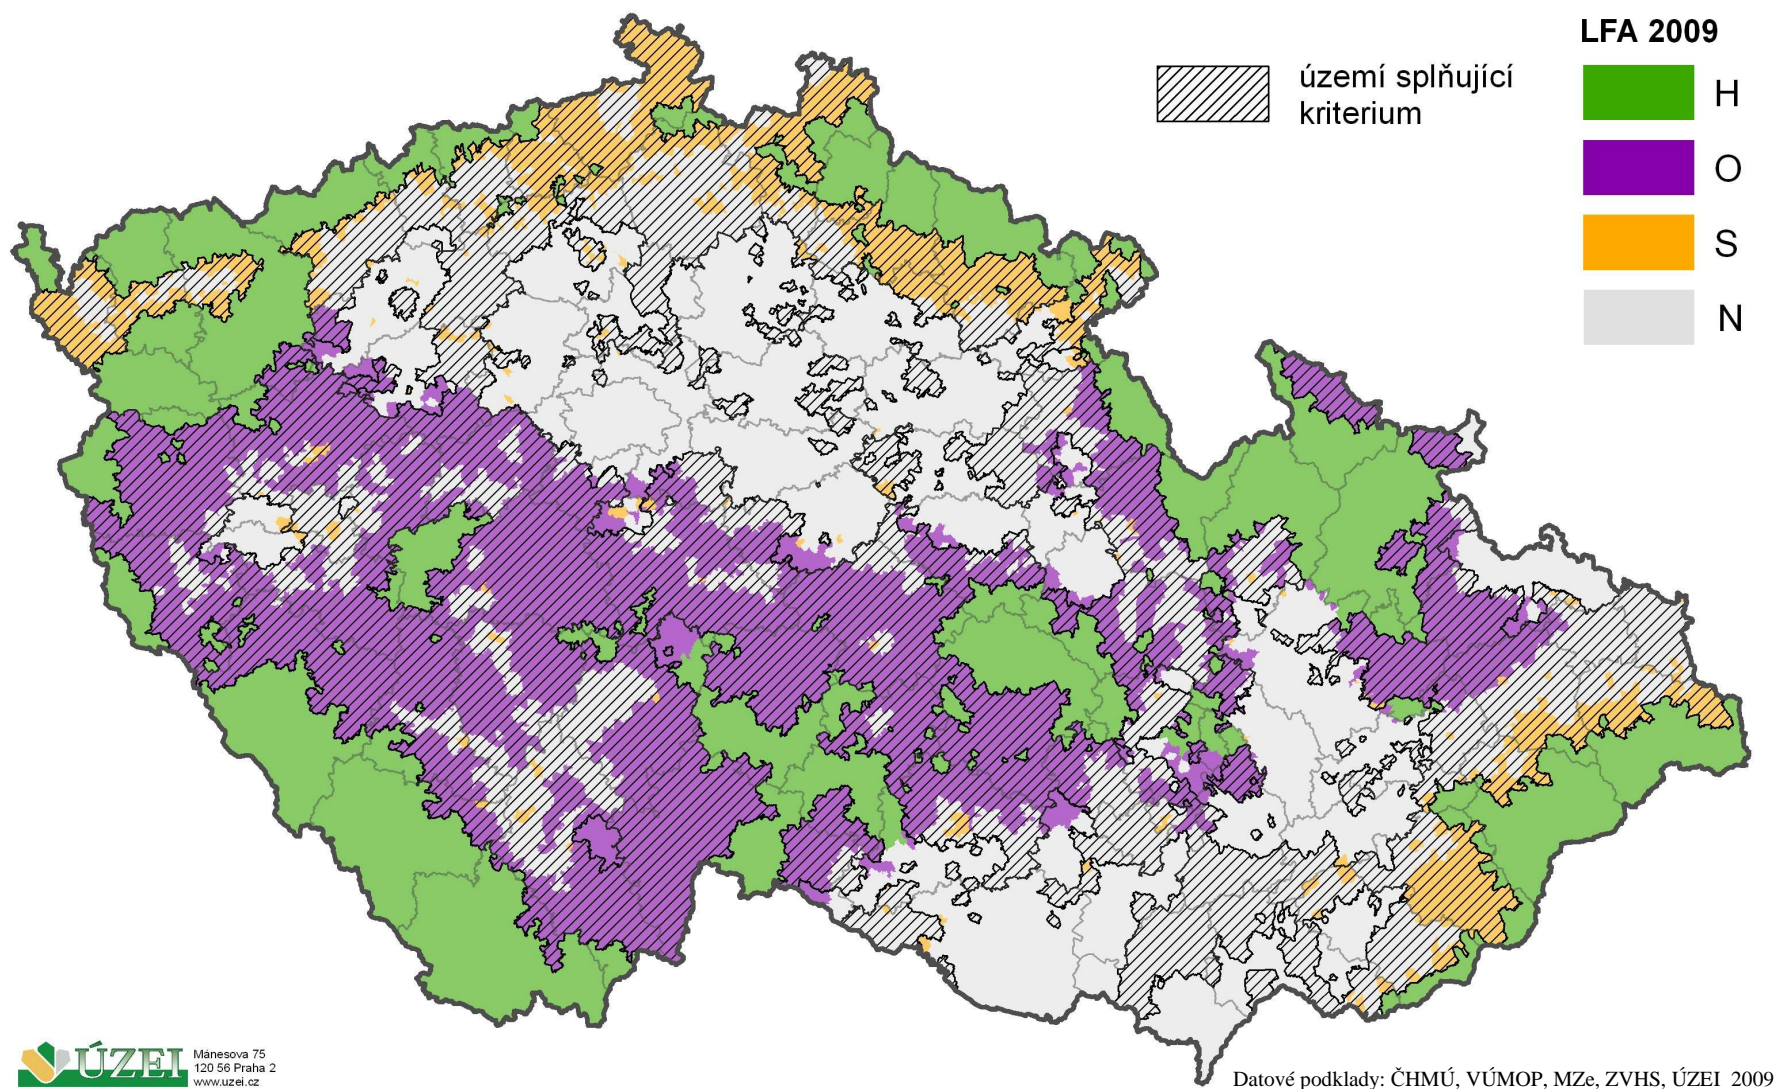 LFA 2009
území splňující
kriterium
H
O
S
N
ÚZEI
Mánesova 75
120 56 Praha 2
www.uzei.cz
Datové podklady: ČHMÚ, VÚMOP, MZe, ZVHS, ÚZEI 2009